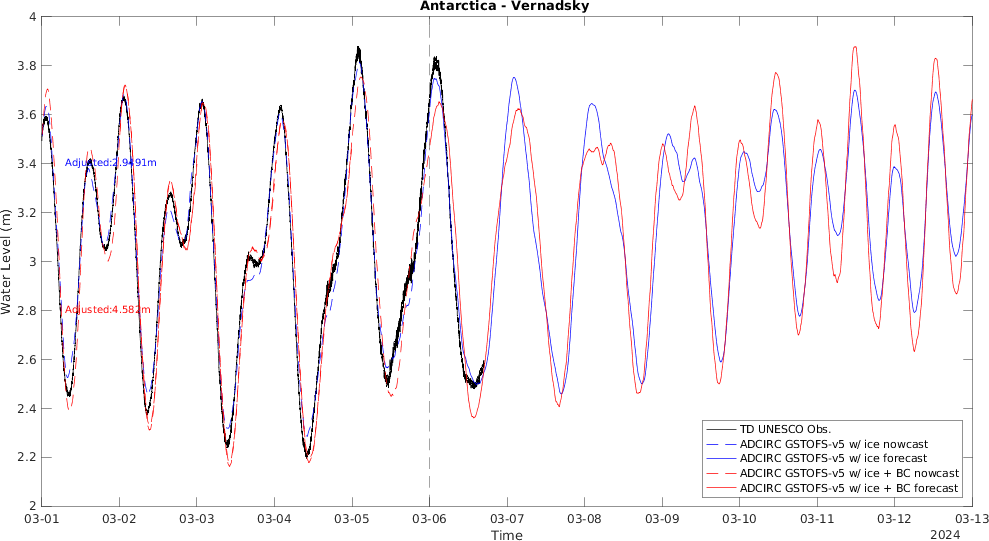 Antarctica - Vernadsky
4
3.8
3.6
3.4
3.2
3
2.8
2.6
2.4
2.2
2
Water Level (m)
Adjusted:2.9491m
Adjusted:4.582m
TD UNESCO Obs.
ADCIRC GSTOFS-v5 w/ ice nowcast
ADCIRC GSTOFS-v5 w/ ice forecast
ADCIRC GSTOFS-v5 w/ ice + BC nowcast
ADCIRC GSTOFS-v5 w/ ice + BC forecast
03-01 03-02 03-03 03-04 03-05 03-06 03-07 03-08 03-09 03-10 03-11 03-12 03-13
Time
2024